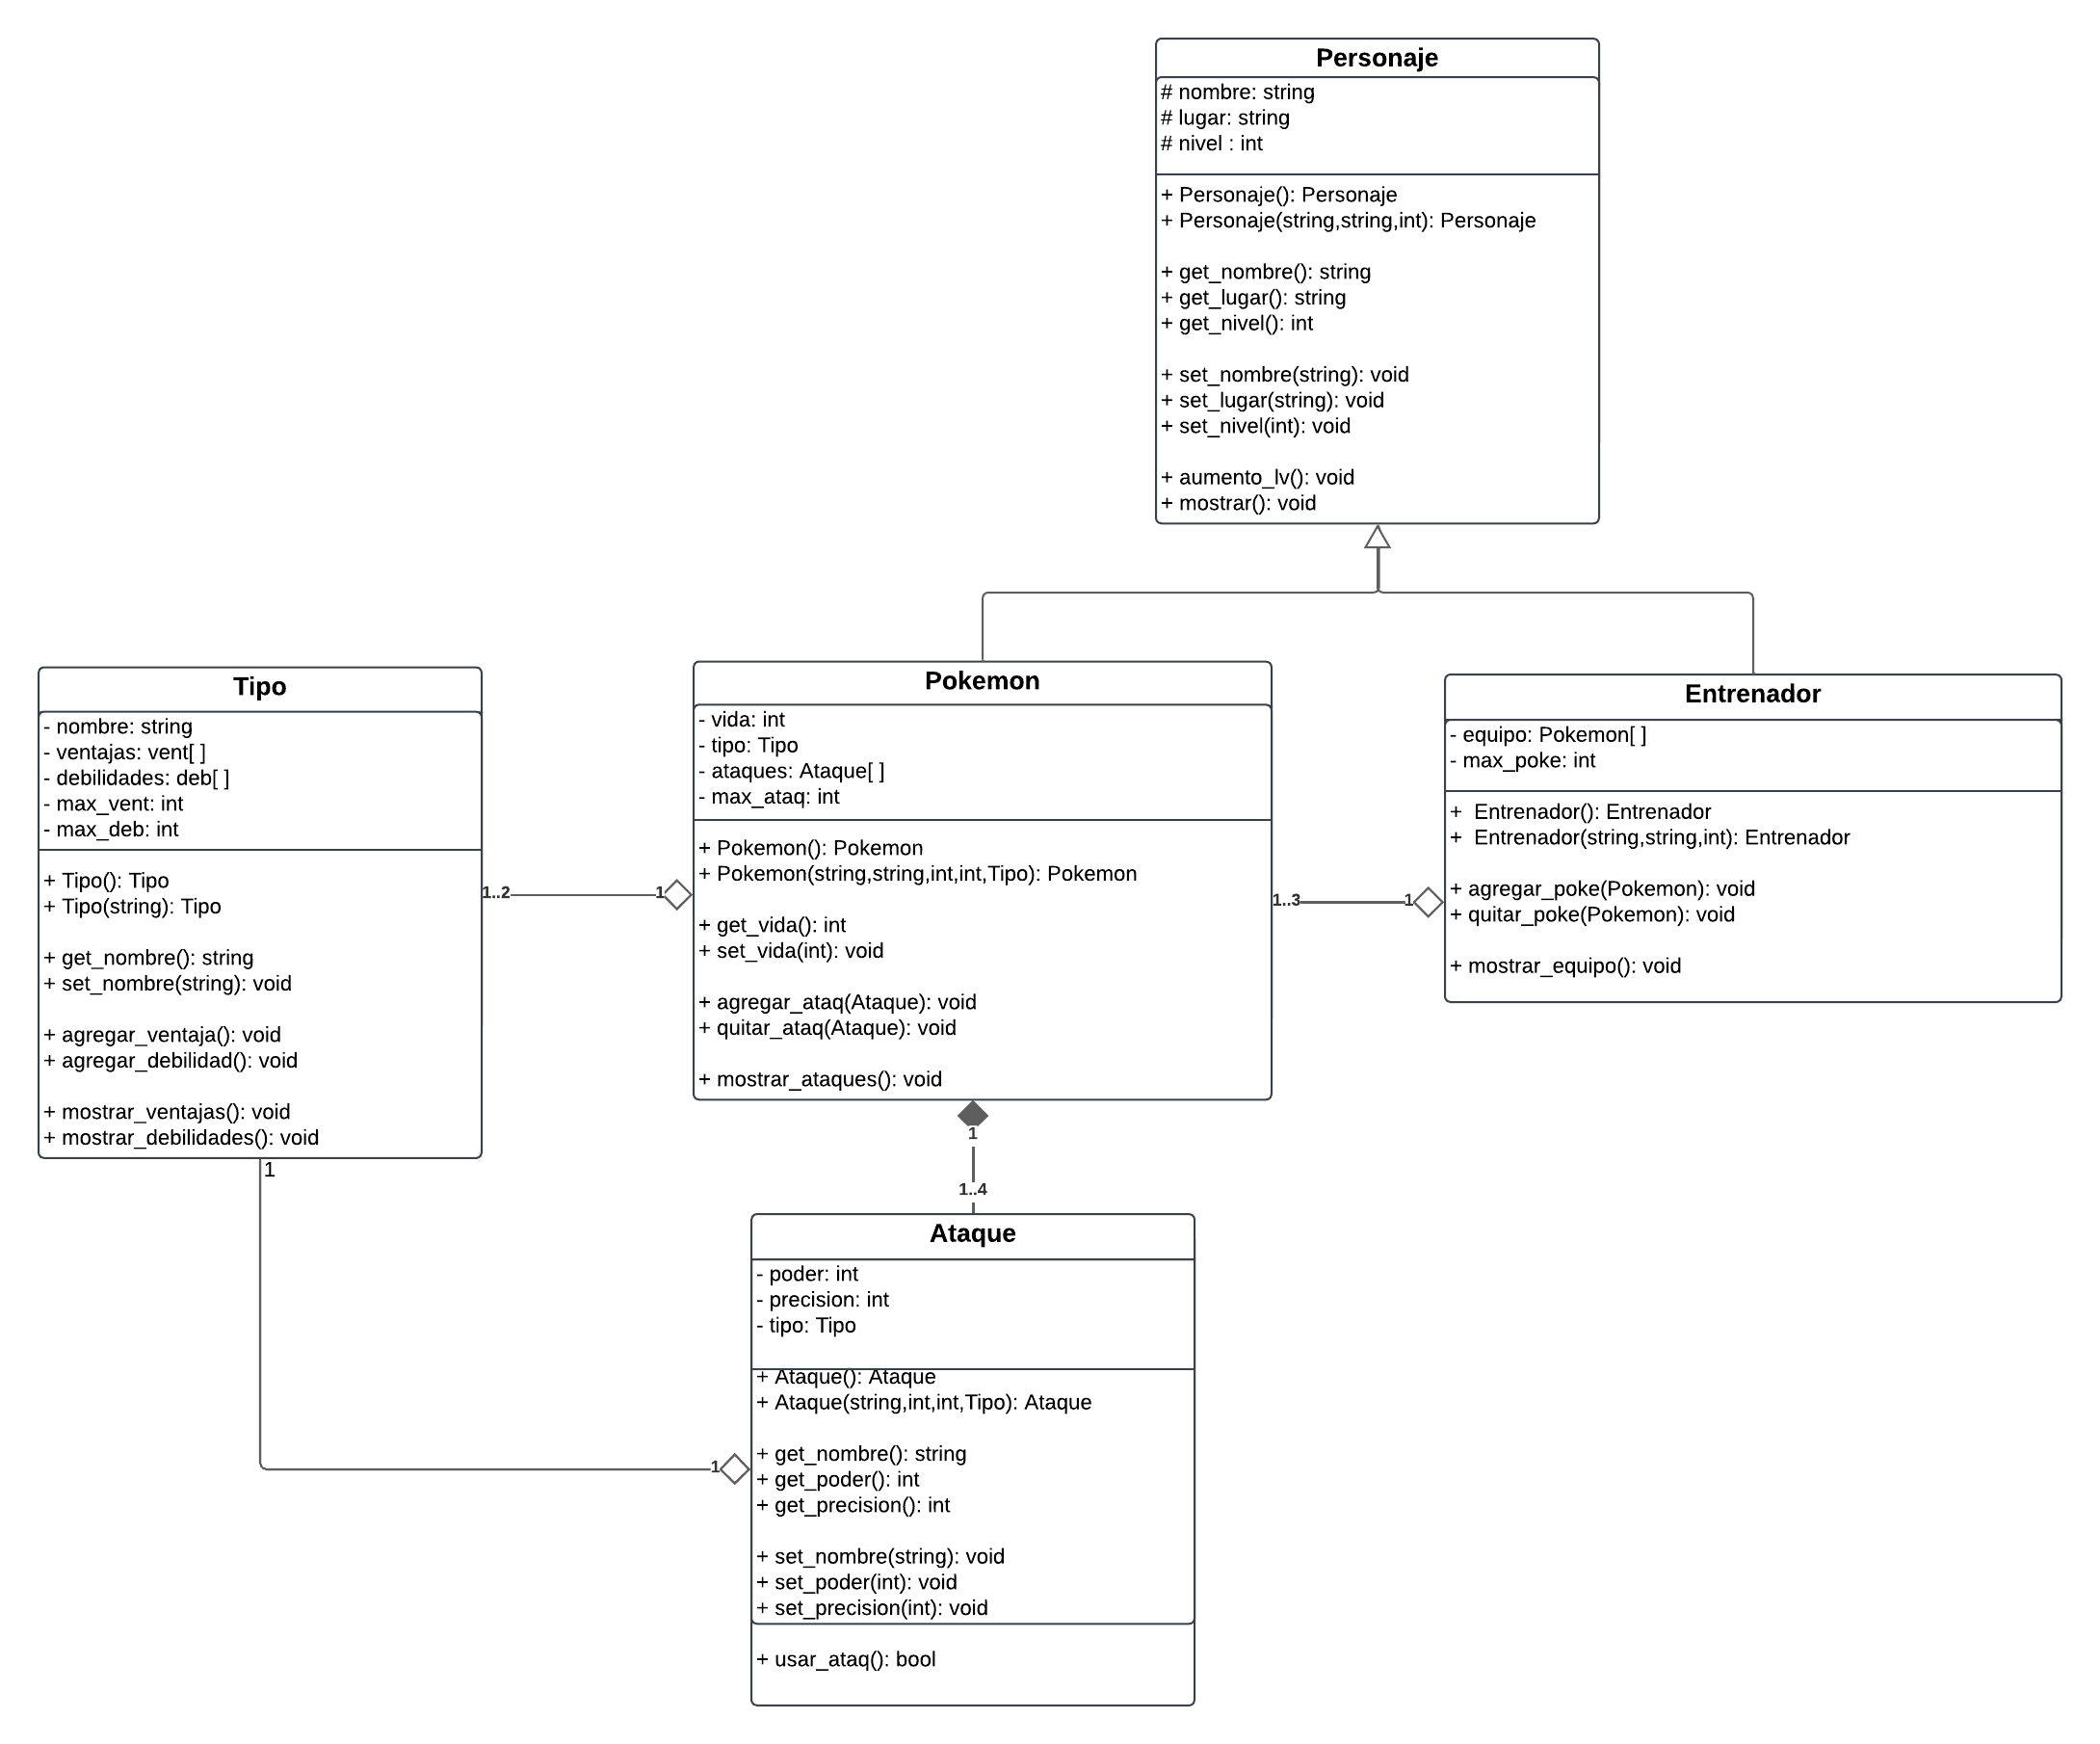 Personaje
# nombre: string
# lugar: string
# nivel : int
+ Personaje(): Personaje
+ Personaje(string,string,int): Personaje
+ get_nombre(): string
+ get_lugar(): string
+ get_nivel(): int
+ set_nombre(string): void
+ set_lugar(string): void
+ set_nivel(int): void
+ aumento_lv(): void
+ mostrar(): void
Tipo
- nombre: string
- ventajas: vent[ ]
- debilidades: deb[ ]
- max_vent: int
- max_deb: int
+ Tipo(): Tipo
+ Tipo(string): Tipo
+ get_nombre(): string
+ set_nombre(string): void
+ agregar_ventaja(): void
+ agregar_debilidad(): void
+ mostrar_ventajas(): void
+ mostrar_debilidades(): void
1..2
1
Pokemon
- vida: int
- tipo: Tipo
- ataques: Ataque[ ]
- max_ataq: int
+ Pokemon(): Pokemon
+ Pokemon(string,string,int,int,Tipo): Pokemon
+ get_vida(): int
+ set_vida(int): void
+ agregar_ataq(Ataque): void
+ quitar_ataq(Ataque): void
+ mostrar_ataques(): void
1..3
1
Entrenador
- equipo: Pokemon[ ]
- max_poke: int
+  Entrenador(): Entrenador
+  Entrenador(string,string,int): Entrenador
+ agregar_poke(Pokemon): void
+ quitar_poke(Pokemon): void
+ mostrar_equipo(): void
1
1..4
1
1
Ataque
- poder: int
- precision: int
- tipo: Tipo
+ Ataque(): Ataque
+ Ataque(string,int,int,Tipo): Ataque
+ get_nombre(): string
+ get_poder(): int
+ get_precision(): int
+ set_nombre(string): void
+ set_poder(int): void
+ set_precision(int): void
+ usar_ataq(): bool